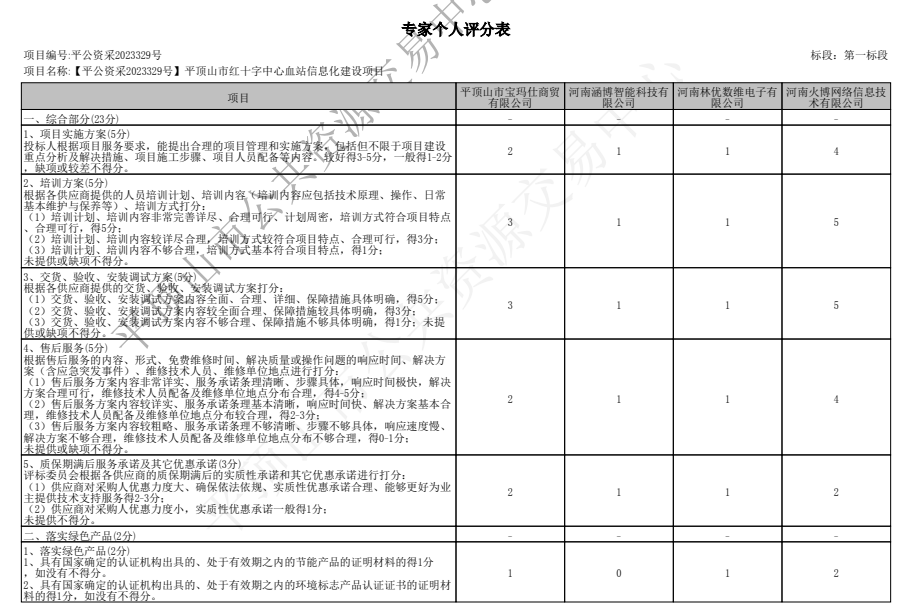 专家个人评分表
项目编号:平公资采2023329号
标段: 第一标段
项目名称:【平公资采2023329号】平顶山市红十字中心血站信息化建设项目
项目
平顶山市宝玛仕商贸
有限公司
河南涵博智能科技有
限公司
河南林优数维电子有
限公司
河南火博网络信息技
术有限公司
一、综合部分(23分)
-
-
-
-
1、项目实施方案(5分)
投标人根据项目服务要求，能提出合理的项目管理和实施方案，包括但不限于项目建设
重点分析及解决措施、项目施工步骤、项目人员配备等内容。较好得3-5分，一般得1-2分
，缺项或较差不得分。
2
1
1
4
2、培训方案(5分)
根据各供应商提供的人员培训计划、培训内容（培训内容应包括技术原理、操作、日常
基本维护与保养等）、培训方式打分：
（1）培训计划、培训内容非常完善详尽、合理可行、计划周密，培训方式符合项目特点
、合理可行，得5分；
（2）培训计划、培训内容较详尽合理，培训方式较符合项目特点、合理可行，得3分；
（3）培训计划、培训内容不够合理，培训方式基本符合项目特点，得1分；
未提供或缺项不得分。
3
1
1
5
3、交货、验收、安装调试方案(5分)
根据各供应商提供的交货、验收、安装调试方案打分：
（1）交货、验收、安装调试方案内容全面、合理、详细、保障措施具体明确，得5分；
（2）交货、验收、安装调试方案内容较全面合理、保障措施较具体明确，得3分；
（3）交货、验收、安装调试方案内容不够合理、保障措施不够具体明确，得1分；未提
供或缺项不得分。
3
1
1
5
4、售后服务(5分)
根据售后服务的内容、形式、免费维修时间、解决质量或操作问题的响应时间、解决方
案（含应急突发事件）、维修技术人员、维修单位地点进行打分：
（1）售后服务方案内容非常详实、服务承诺条理清晰、步骤具体，响应时间极快，解决
方案合理可行，维修技术人员配备及维修单位地点分布合理，得4-5分；
（2）售后服务方案内容较详实、服务承诺条理基本清晰，响应时间快、解决方案基本合
理，维修技术人员配备及维修单位地点分布较合理，得2-3分；
（3）售后服务方案内容较粗略、服务承诺条理不够清晰、步骤不够具体，响应速度慢、
解决方案不够合理，维修技术人员配备及维修单位地点分布不够合理，得0-1分；
未提供或缺项不得分。
2
1
1
4
5、质保期满后服务承诺及其它优惠承诺(3分)
评标委员会根据各供应商的质保期满后的实质性承诺和其它优惠承诺进行打分：
（1）供应商对采购人优惠力度大、确保依法依规、实质性优惠承诺合理、能够更好为业
主提供技术支持服务得2-3分；
（2）供应商对采购人优惠力度小，实质性优惠承诺一般得1分；
未提供不得分。
2
1
1
2
二、落实绿色产品(2分)
-
-
-
-
1、落实绿色产品(2分)
1、具有国家确定的认证机构出具的、处于有效期之内的节能产品的证明材料的得1分
，如没有不得分。
2、具有国家确定的认证机构出具的、处于有效期之内的环境标志产品认证证书的证明材
料的得1分，如没有不得分。
1
0
1
2
平顶山市公共资源交易中心
平顶山市公共资源交易中心